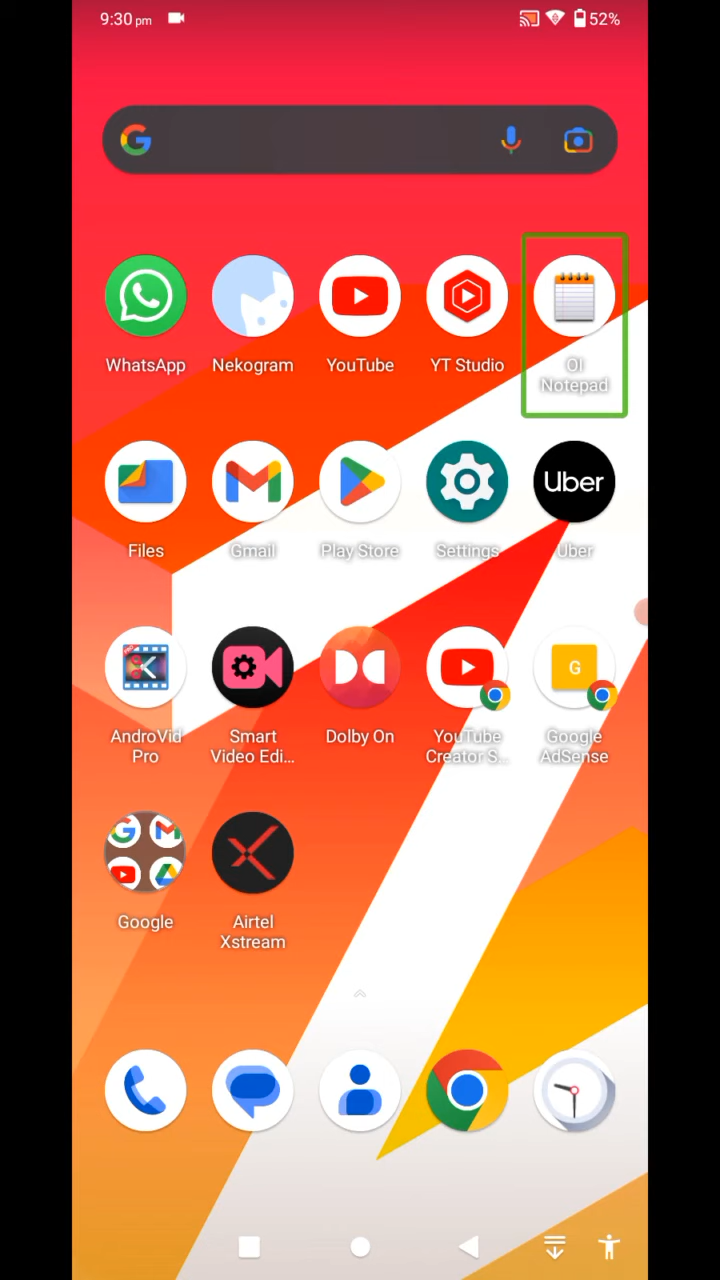 9:30 pm
52%
WhatsApp
Nekogram
YouTube
YT Studio
OI
Notepad
Uber
Files
Gmail
Play Store
Settings
Uber
G
AndroVid
Pro
Smart
Video Edi...
Dolby On
YouTube
Creator S...
Google
AdSense
Google
Airtel
Xstream